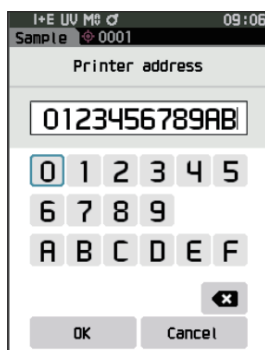 I+E UV M 09:06
Sample 0001
Printer address
0123456789AB
0 1 2 3 4 5
6 7 8 9
A B C D E F
OK Cancel